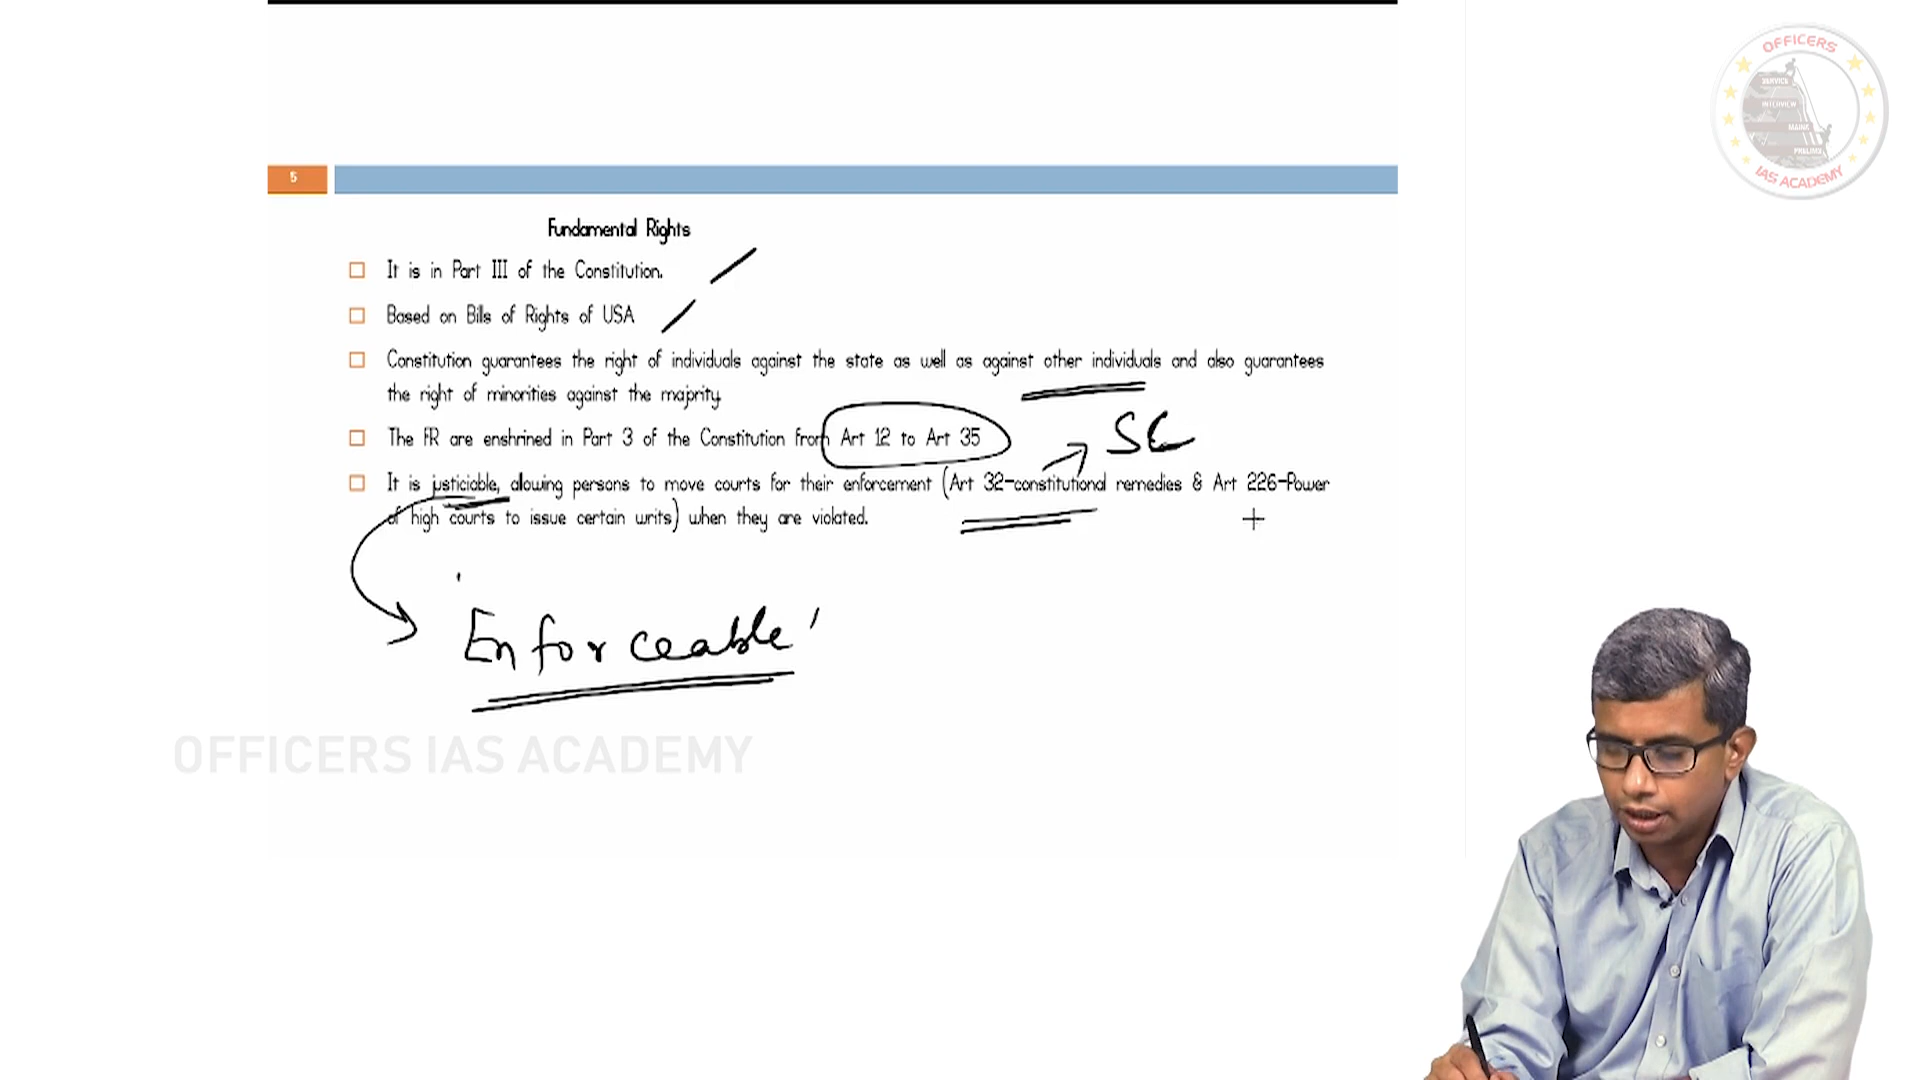 OFFICERS
SERVICE
INTERVIEW
MAINS
PRELIMS
IAS ACADEMY
5
Fundamental Rights
It is in Part III of the Constitution.
Based on Bills of Rights of USA
Constitution guarantees the right of individuals against the state as well as against other individuals and also guarantees
the right of minorities against the majority.
SC
The FR are enshrined in Part 3 of the Constitution from Art 12 to Art 35
It is justiciable, allowing persons to move courts for their enforcement (Art 32-constitutional remedies & Art 226-Power
of high courts to issue certain writs) when they are violated.
'Enforceable'
OFFICERS IAS ACADEMY